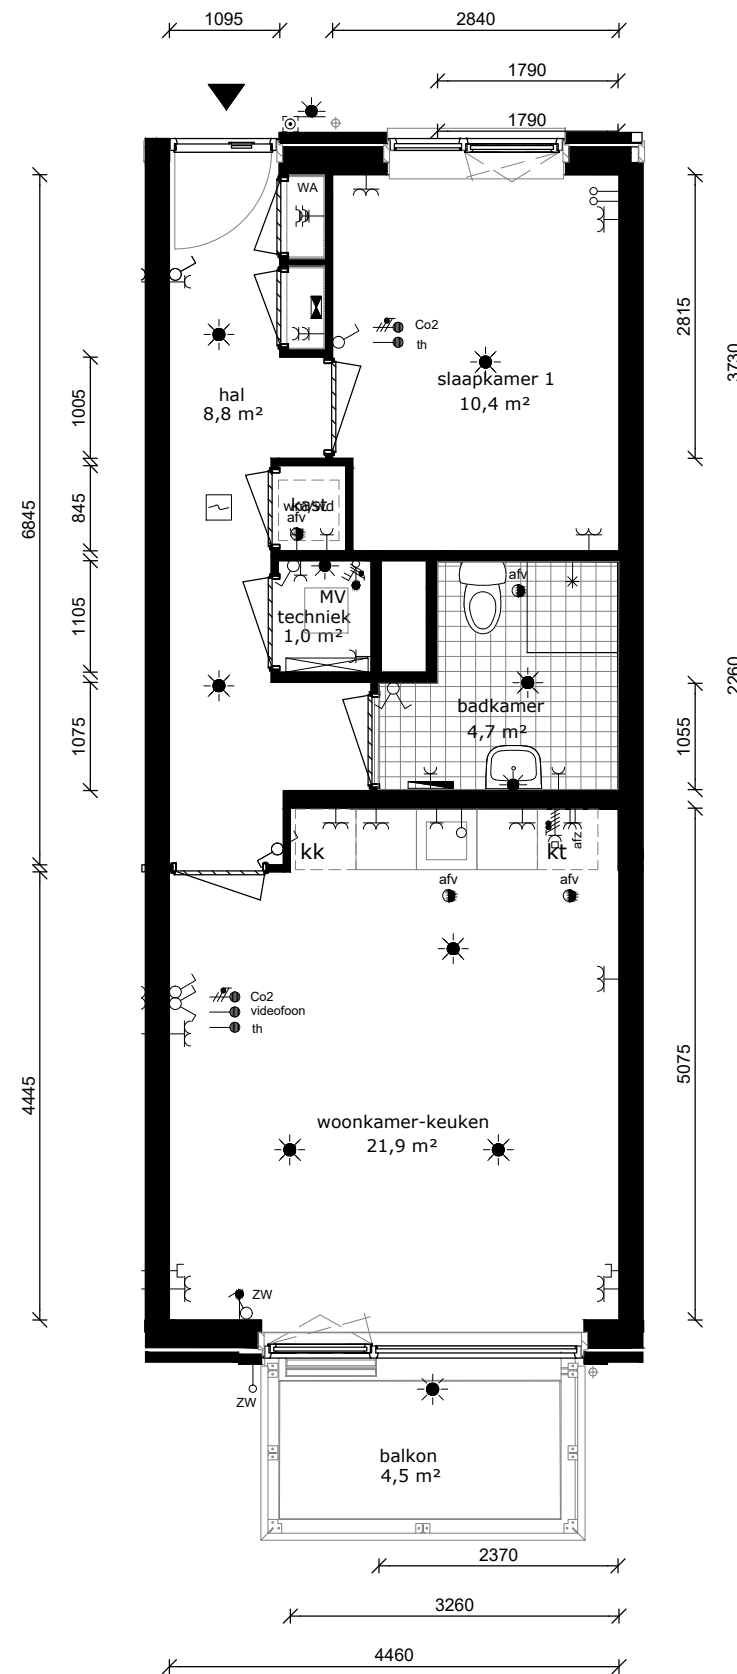 1095
2840
1790
1790
WA
Co2
th
slaapkamer 1
10,4 m²
hal
8,8 m²
2815
3730
1005
845
6845
kast
wm/wd
afv
1105
MV
techniek
1,0 m²
afv
badkamer
4,7 m²
2260
1075
1055
kk
kt
afz
afv
afv
Co2
videofoon
th
5075
4445
woonkamer-keuken
21,9 m²
ZW
ZW
balkon
4,5 m²
2370
3260
4460